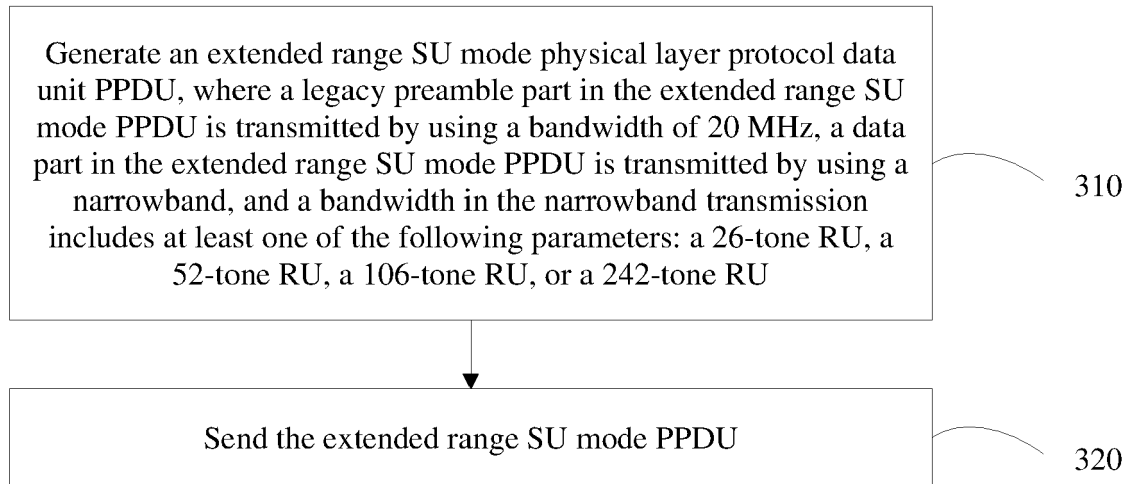 Generate an extended range SU mode physical layer protocol data
unit PPDU, where a legacy preamble part in the extended range SU
mode PPDU is transmitted by using a bandwidth of 20 MHz, a data
part in the extended range SU mode PPDU is transmitted by using a
narrowband, and a bandwidth in the narrowband transmission
includes at least one of the following parameters: a 26-tone RU, a
52-tone RU, a 106-tone RU, or a 242-tone RU
310
Send the extended range SU mode PPDU
320